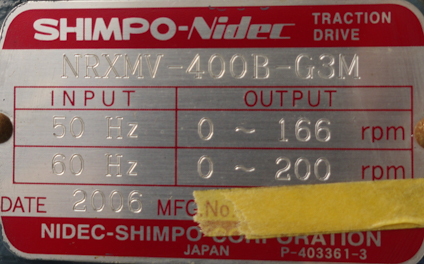 SHIMPO-Nidec TRACTION DRIVE
NRXMV-400B-G3M
INPUT OUTPUT
50 Hz 0 ~ 166 rpm
60 Hz 0 ~ 200 rpm
DATE 2006 MFG.No.
NIDEC-SHIMPO CORPORATION
JAPAN P-403361-3